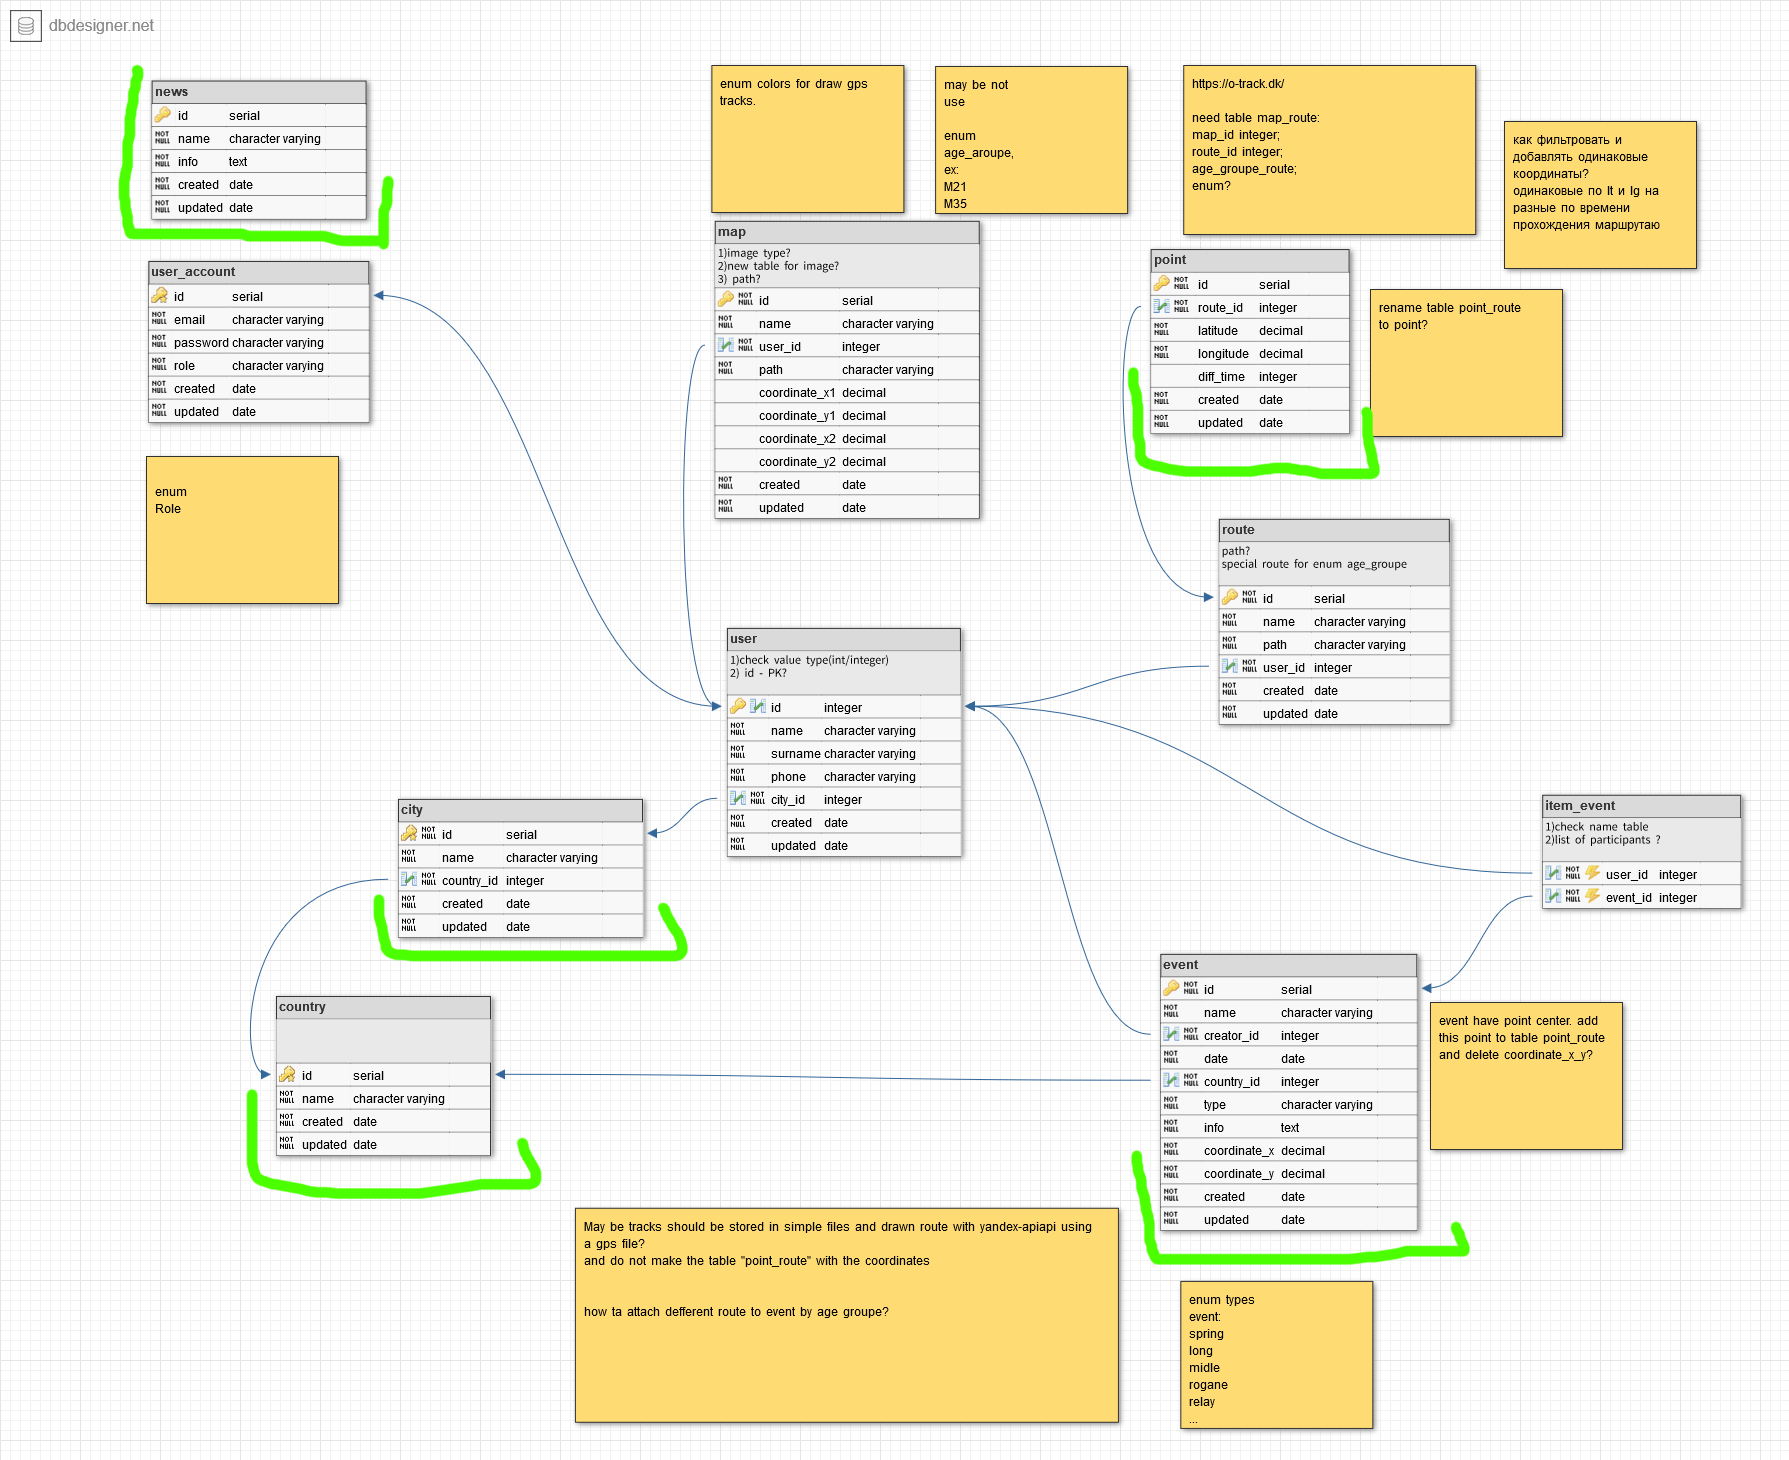 dbdesigner.net
news
id serial
NOT NULL name character varying
NOT NULL info text
NOT NULL created date
NOT NULL updated date
user_account
id serial
NOT NULL email character varying
NOT NULL password character varying
NOT NULL role character varying
NOT NULL created date
NOT NULL updated date
enum
Role
enum colors for draw gps
tracks.
may be not
use
enum
age_aroupe,
ex:
M21
M35
https://o-track.dk/
need table map_route:
map_id integer;
route_id integer;
age_groupe_route;
enum?
как фильтровать и
добавлять одинаковые
координаты?
одинаковые по lt и lg на
разные по времени
прохождения маршрутаю
map
1)image type?
2)new table for image?
3) path?
NOT NULL id serial
NOT NULL name character varying
NOT NULL user_id integer
NOT NULL path character varying
coordinate_x1 decimal
coordinate_y1 decimal
coordinate_x2 decimal
coordinate_y2 decimal
NOT NULL created date
NOT NULL updated date
point
NOT NULL id serial
NOT NULL route_id integer
NOT NULL latitude decimal
NOT NULL longitude decimal
diff_time integer
NOT NULL created date
NOT NULL updated date
rename table point_route
to point?
route
path?
special route for enum age_groupe
NOT NULL id serial
NOT NULL name character varying
NOT NULL path character varying
NOT NULL user_id integer
NOT NULL created date
NOT NULL updated date
user
1)check value type(int/integer)
2) id - PK?
id integer
NOT NULL name character varying
NOT NULL surname character varying
NOT NULL phone character varying
NOT NULL city_id integer
NOT NULL created date
NOT NULL updated date
city
NOT NULL id serial
NOT NULL name character varying
NOT NULL country_id integer
NOT NULL created date
NOT NULL updated date
item_event
1)check name table
2)list of participants ?
NOT NULL user_id integer
NOT NULL event_id integer
country
id serial
NOT NULL name character varying
NOT NULL created date
NOT NULL updated date
event
NOT NULL id serial
NOT NULL name character varying
NOT NULL creator_id integer
NOT NULL date date
NOT NULL country_id integer
NOT NULL type character varying
NOT NULL info text
NOT NULL coordinate_x decimal
NOT NULL coordinate_y decimal
NOT NULL created date
NOT NULL updated date
event have point center. add
this point to table point_route
and delete coordinate_x_y?
May be tracks should be stored in simple files and drawn route with yandex-apiapi using
a gps file?
and do not make the table "point_route" with the coordinates
how ta attach defferent route to event by age groupe?
enum types
event:
spring
long
midle
rogane
relay
...